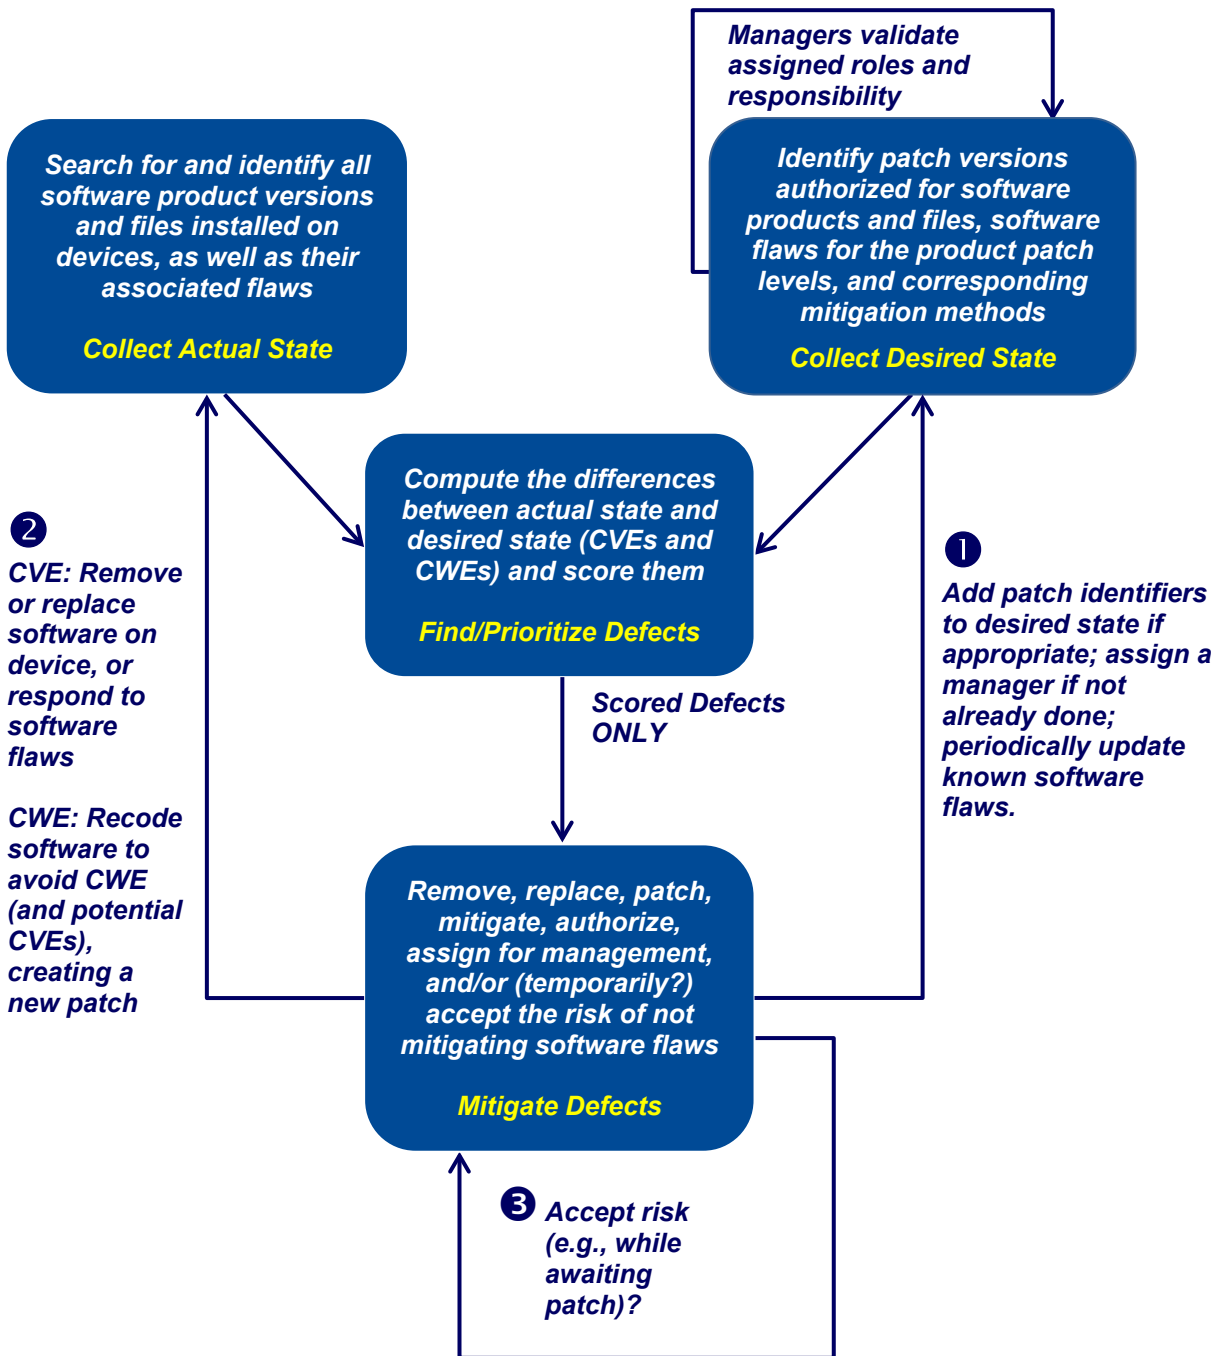 Managers validate
assigned roles and
responsibility
Search for and identify all
software product versions
and files installed on
devices, as well as their
associated flaws
Collect Actual State
Identify patch versions
authorized for software
products and files, software
flaws for the product patch
levels, and corresponding
mitigation methods
Collect Desired State
Compute the differences
between actual state and
desired state (CVEs and
CWEs) and score them
Find/Prioritize Defects
2
CVE: Remove
or replace
software on
device, or
respond to
software
flaws
CWE: Recode
software to
avoid CWE
(and potential
CVEs),
creating a
new patch
1
Add patch identifiers
to desired state if
appropriate; assign a
manager if not
already done;
periodically update
known software
flaws.
Scored Defects
ONLY
Remove, replace, patch,
mitigate, authorize,
assign for management,
and/or (temporarily?)
accept the risk of not
mitigating software flaws
Mitigate Defects
3 Accept risk
(e.g., while
awaiting
patch)?